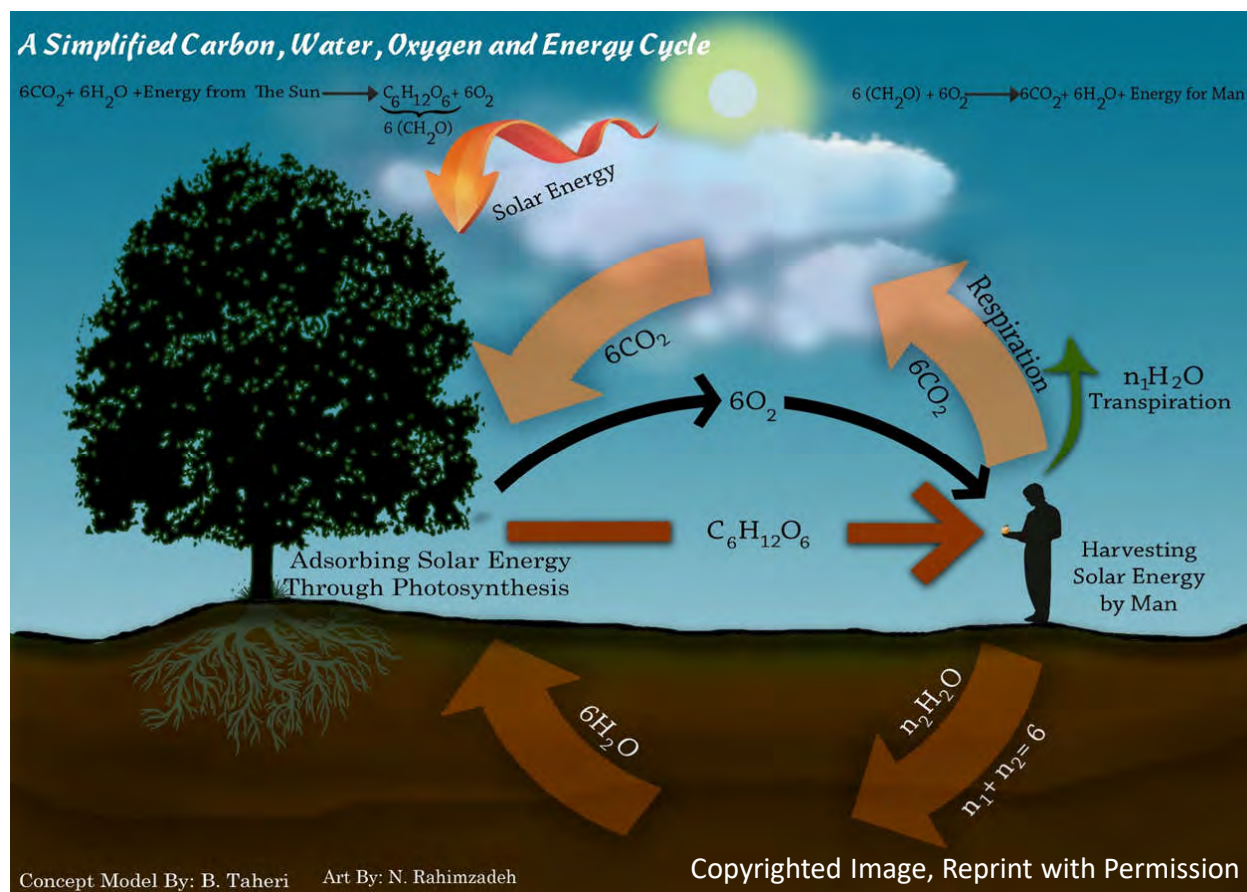 A Simplified Carbon, Water, Oxygen and Energy Cycle
6CO₂+ 6H₂O +Energy from The Sun→C₆H₁₂O₆+ 6O₂
6 (CH₂O)
6 (CH₂O) + 6O₂→6CO₂+ 6H₂O+ Energy for Man
Solar Energy
6CO₂
Respiration
6CO₂
n₁H₂O
Transpiration
6O₂
C₆H₁₂O₆
Adsorbing Solar Energy
Through Photosynthesis
Harvesting
Solar Energy
by Man
6H₂O
n₂H₂O
n₁+ n₂= 6
Concept Model By: B. Taheri
Art By: N. Rahimzadeh
Copyrighted Image, Reprint with Permission